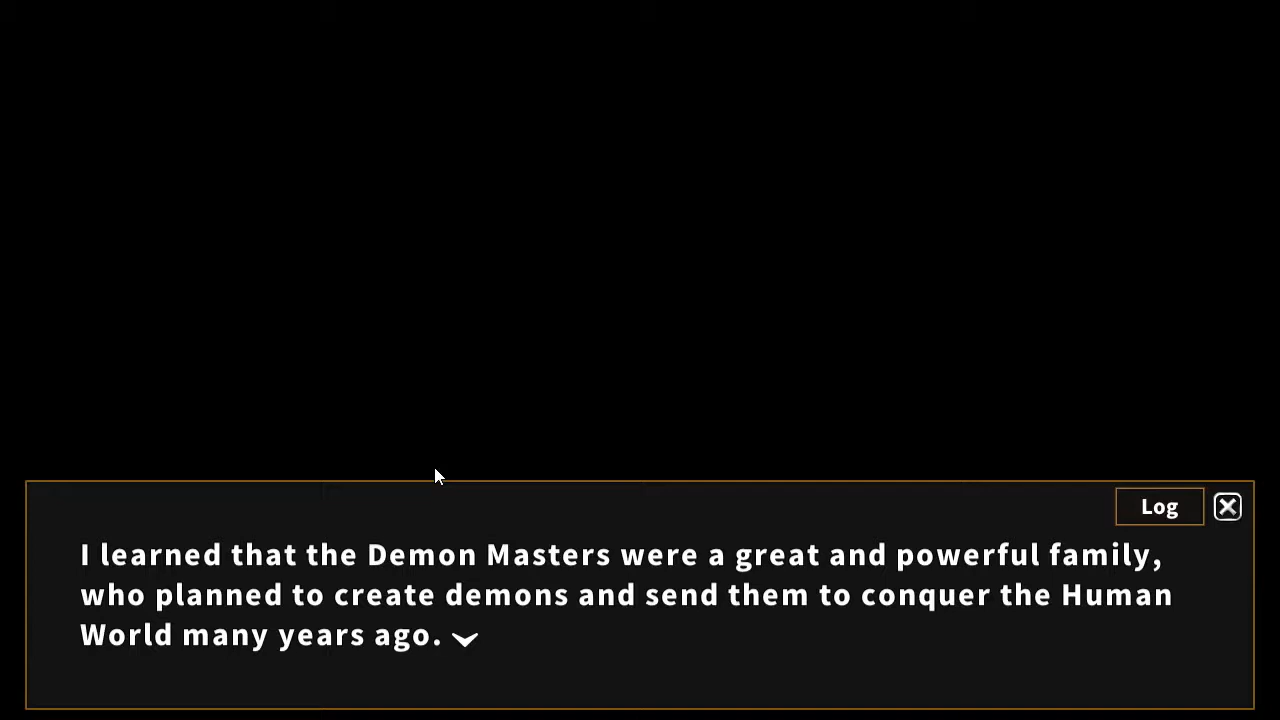 Log
I learned that the Demon Masters were a great and powerful family,
who planned to create demons and send them to conquer the Human
World many years ago.